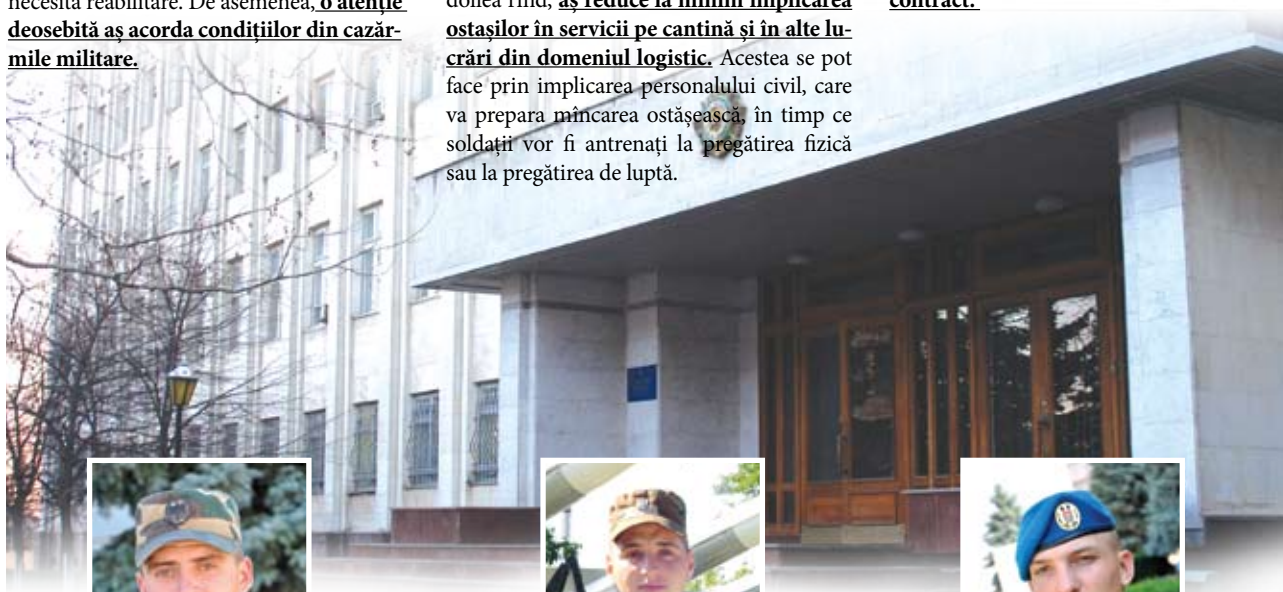 necesită reabilitare. De asemenea, o atenție
deosebită aș acorda condițiilor din cazăr-
mile militare.
doilea rînd, aș reduce la minim implicarea
ostașilor în servicii pe cantină și în alte lu-
crări din domeniul logistic. Acestea se pot
face prin implicarea personalului civil, care
va prepara mîncarea ostășească, în timp ce
soldații vor fi antrenați la pregătirea fizică
sau la pregătirea de luptă.
contract.